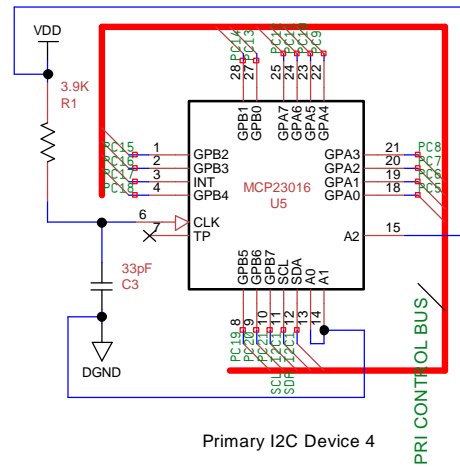 VDD
3.9K
R1
PC14
PC13
PC12
PC11
PC10
PC9
28
27
25
24
23
22
GPB1
GPB0
GPA7
GPA6
GPA5
GPA4
PC15 1 GPB2
PC16 2 GPB3
PC17 3 INT
PC18 4 GPB4
6 CLK
7 TP
MCP23016
U5
GPA3 21 PC8
GPA2 20 PC7
GPA1 19 PC6
GPA0 18 PC5
A2 15
GPB5
GPB6
GPB7
SCL
SDA
A0
A1
8
9
10
11
12
13
14
PC19
PC20
PC21
SCL_I2C1
SDA_I2C1
33pF
C3
DGND
PRI CONTROL BUS
Primary I2C Device 4